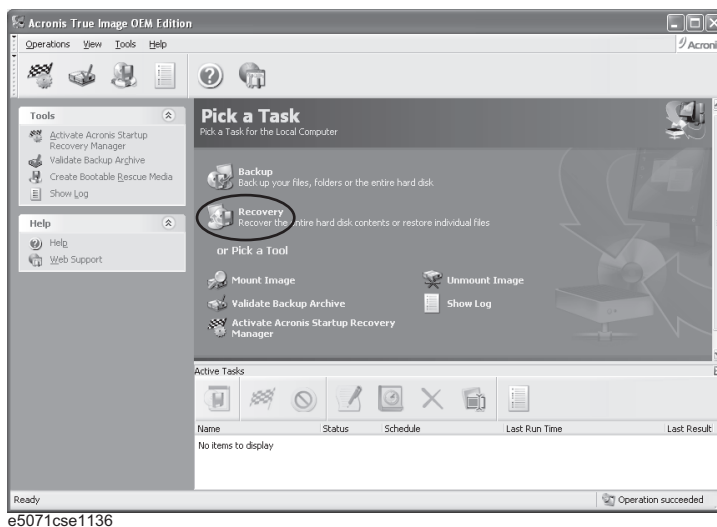 Acronis True Image OEM Edition
Operations View Tools Help
Acronis
Tools
Activate Acronis Startup
Recovery Manager
Validate Backup Archive
Create Bootable Rescue Media
Show Log
Help
Help
Web Support
Pick a Task
Pick a Task for the Local Computer
Backup
Back up your files, folders or the entire hard disk
Recovery
Recover the entire hard disk contents or restore individual files
or Pick a Tool
Mount Image
Unmount Image
Validate Backup Archive
Show Log
Activate Acronis Startup Recovery
Manager
Active Tasks
Name Status Schedule Last Run Time Last Result
No items to display
Ready
Operation succeeded
e5071cse1136